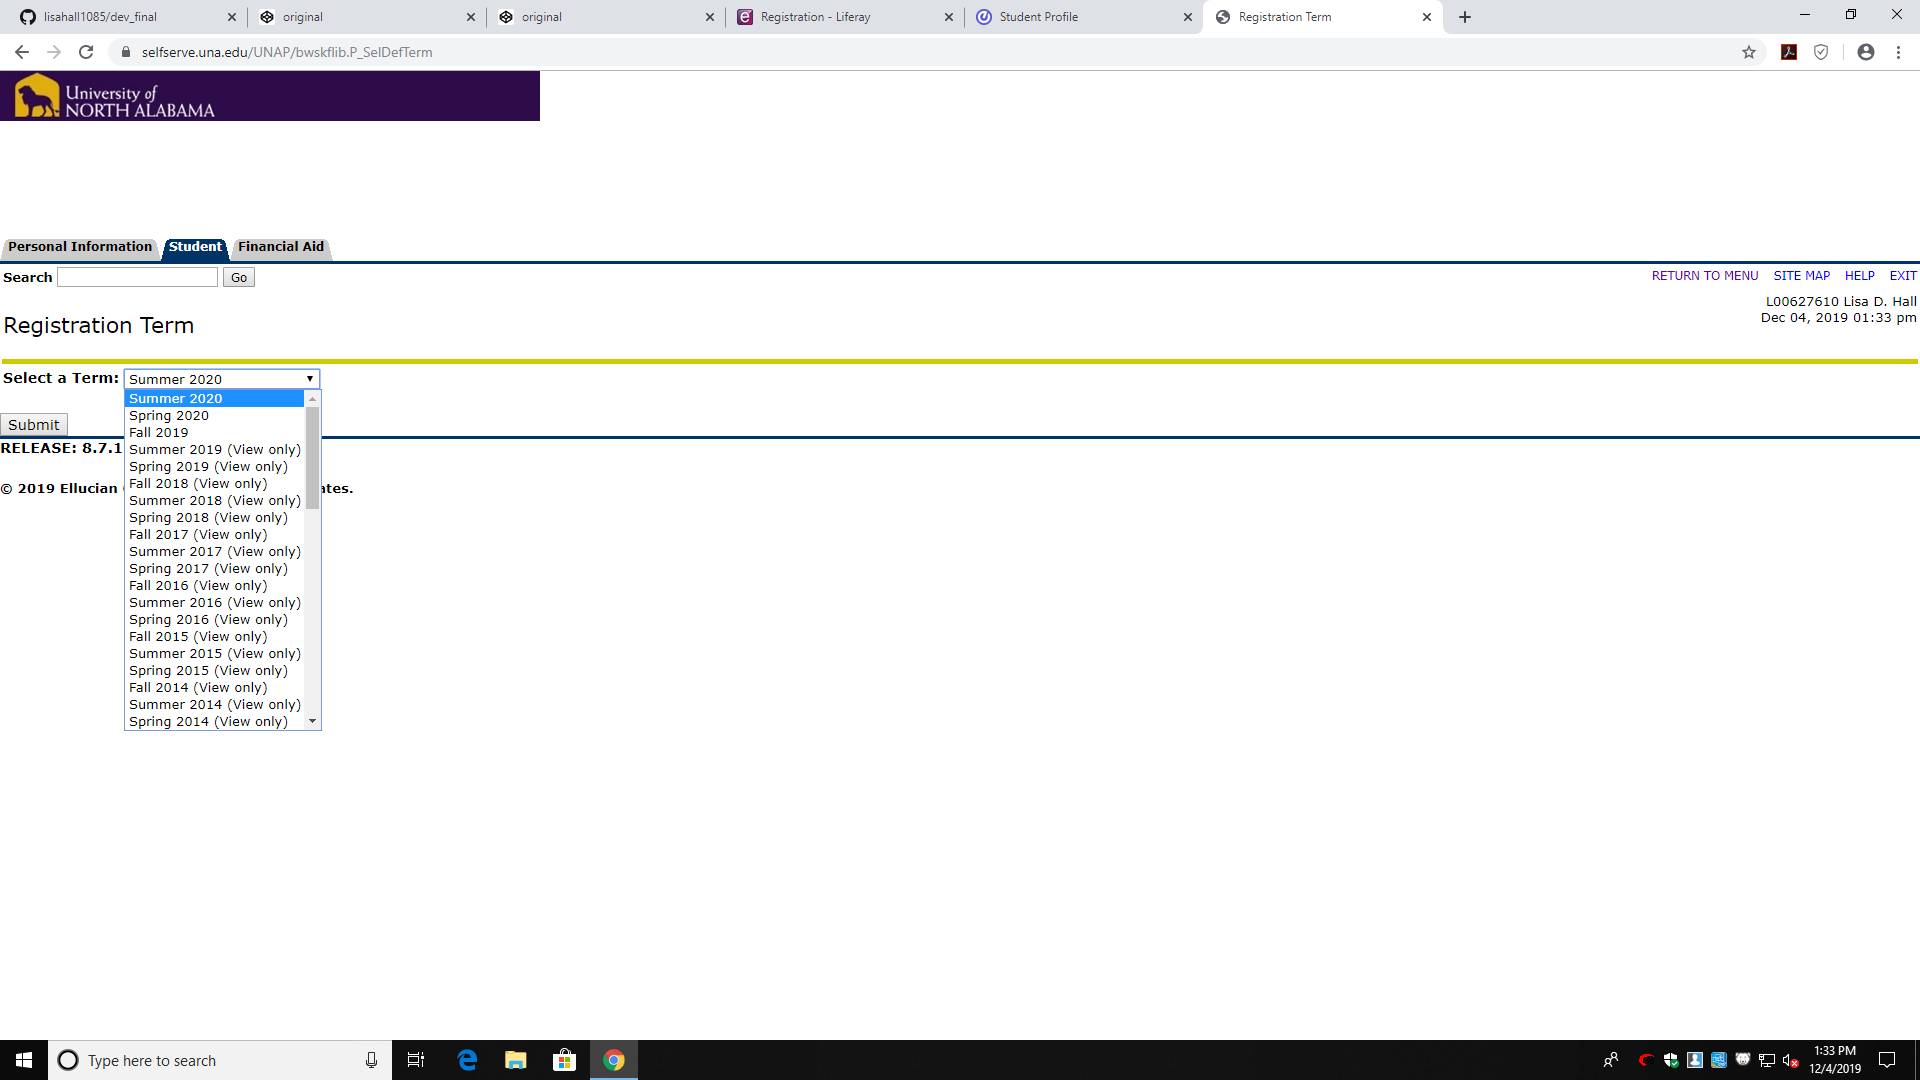 lisahall1085/dev_final
original
original
Registration - Liferay
Student Profile
Registration Term
selfserve.una.edu/UNAP/bwskflib.P_SelDefTerm
University of
NORTH ALABAMA
Personal Information
Student
Financial Aid
Search
Go
RETURN TO MENU SITE MAP HELP EXIT
L00627610 Lisa D. Hall
Dec 04, 2019 01:33 pm
Registration Term
Select a Term:
Summer 2020
Summer 2020
Spring 2020
Fall 2019
Summer 2019 (View only)
Spring 2019 (View only)
Fall 2018 (View only)
Summer 2018 (View only)
Spring 2018 (View only)
Fall 2017 (View only)
Summer 2017 (View only)
Spring 2017 (View only)
Fall 2016 (View only)
Summer 2016 (View only)
Spring 2016 (View only)
Fall 2015 (View only)
Summer 2015 (View only)
Spring 2015 (View only)
Fall 2014 (View only)
Summer 2014 (View only)
Spring 2014 (View only)
Submit
RELEASE: 8.7.1
© 2019 Ellucian ates.
Type here to search
1:33 PM
12/4/2019